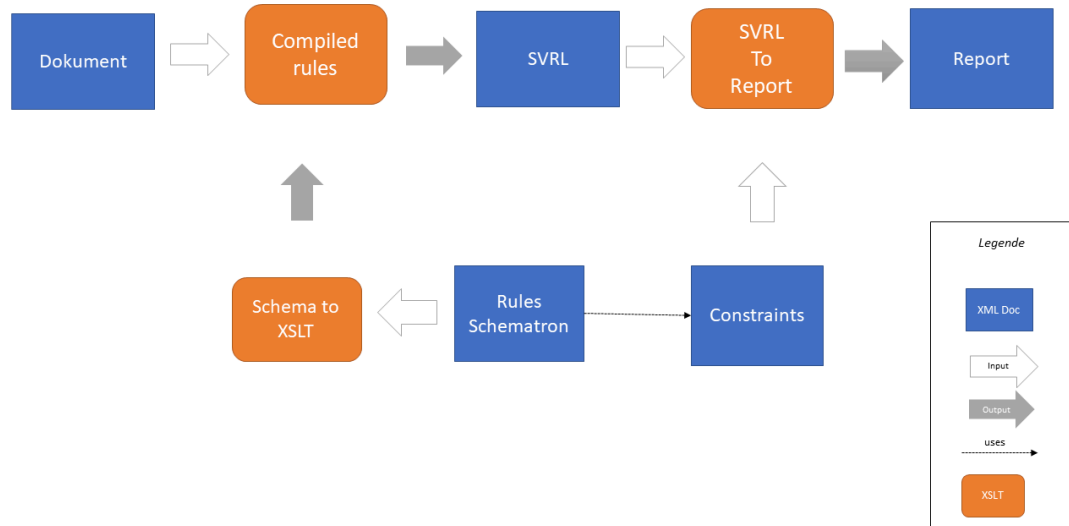 Dokument
Compiled
rules
SVRL
SVRL
To
Report
Report
Schema to
XSLT
Rules
Schematron
Constraints
Legende
XML Doc
Input
Output
uses
XSLT